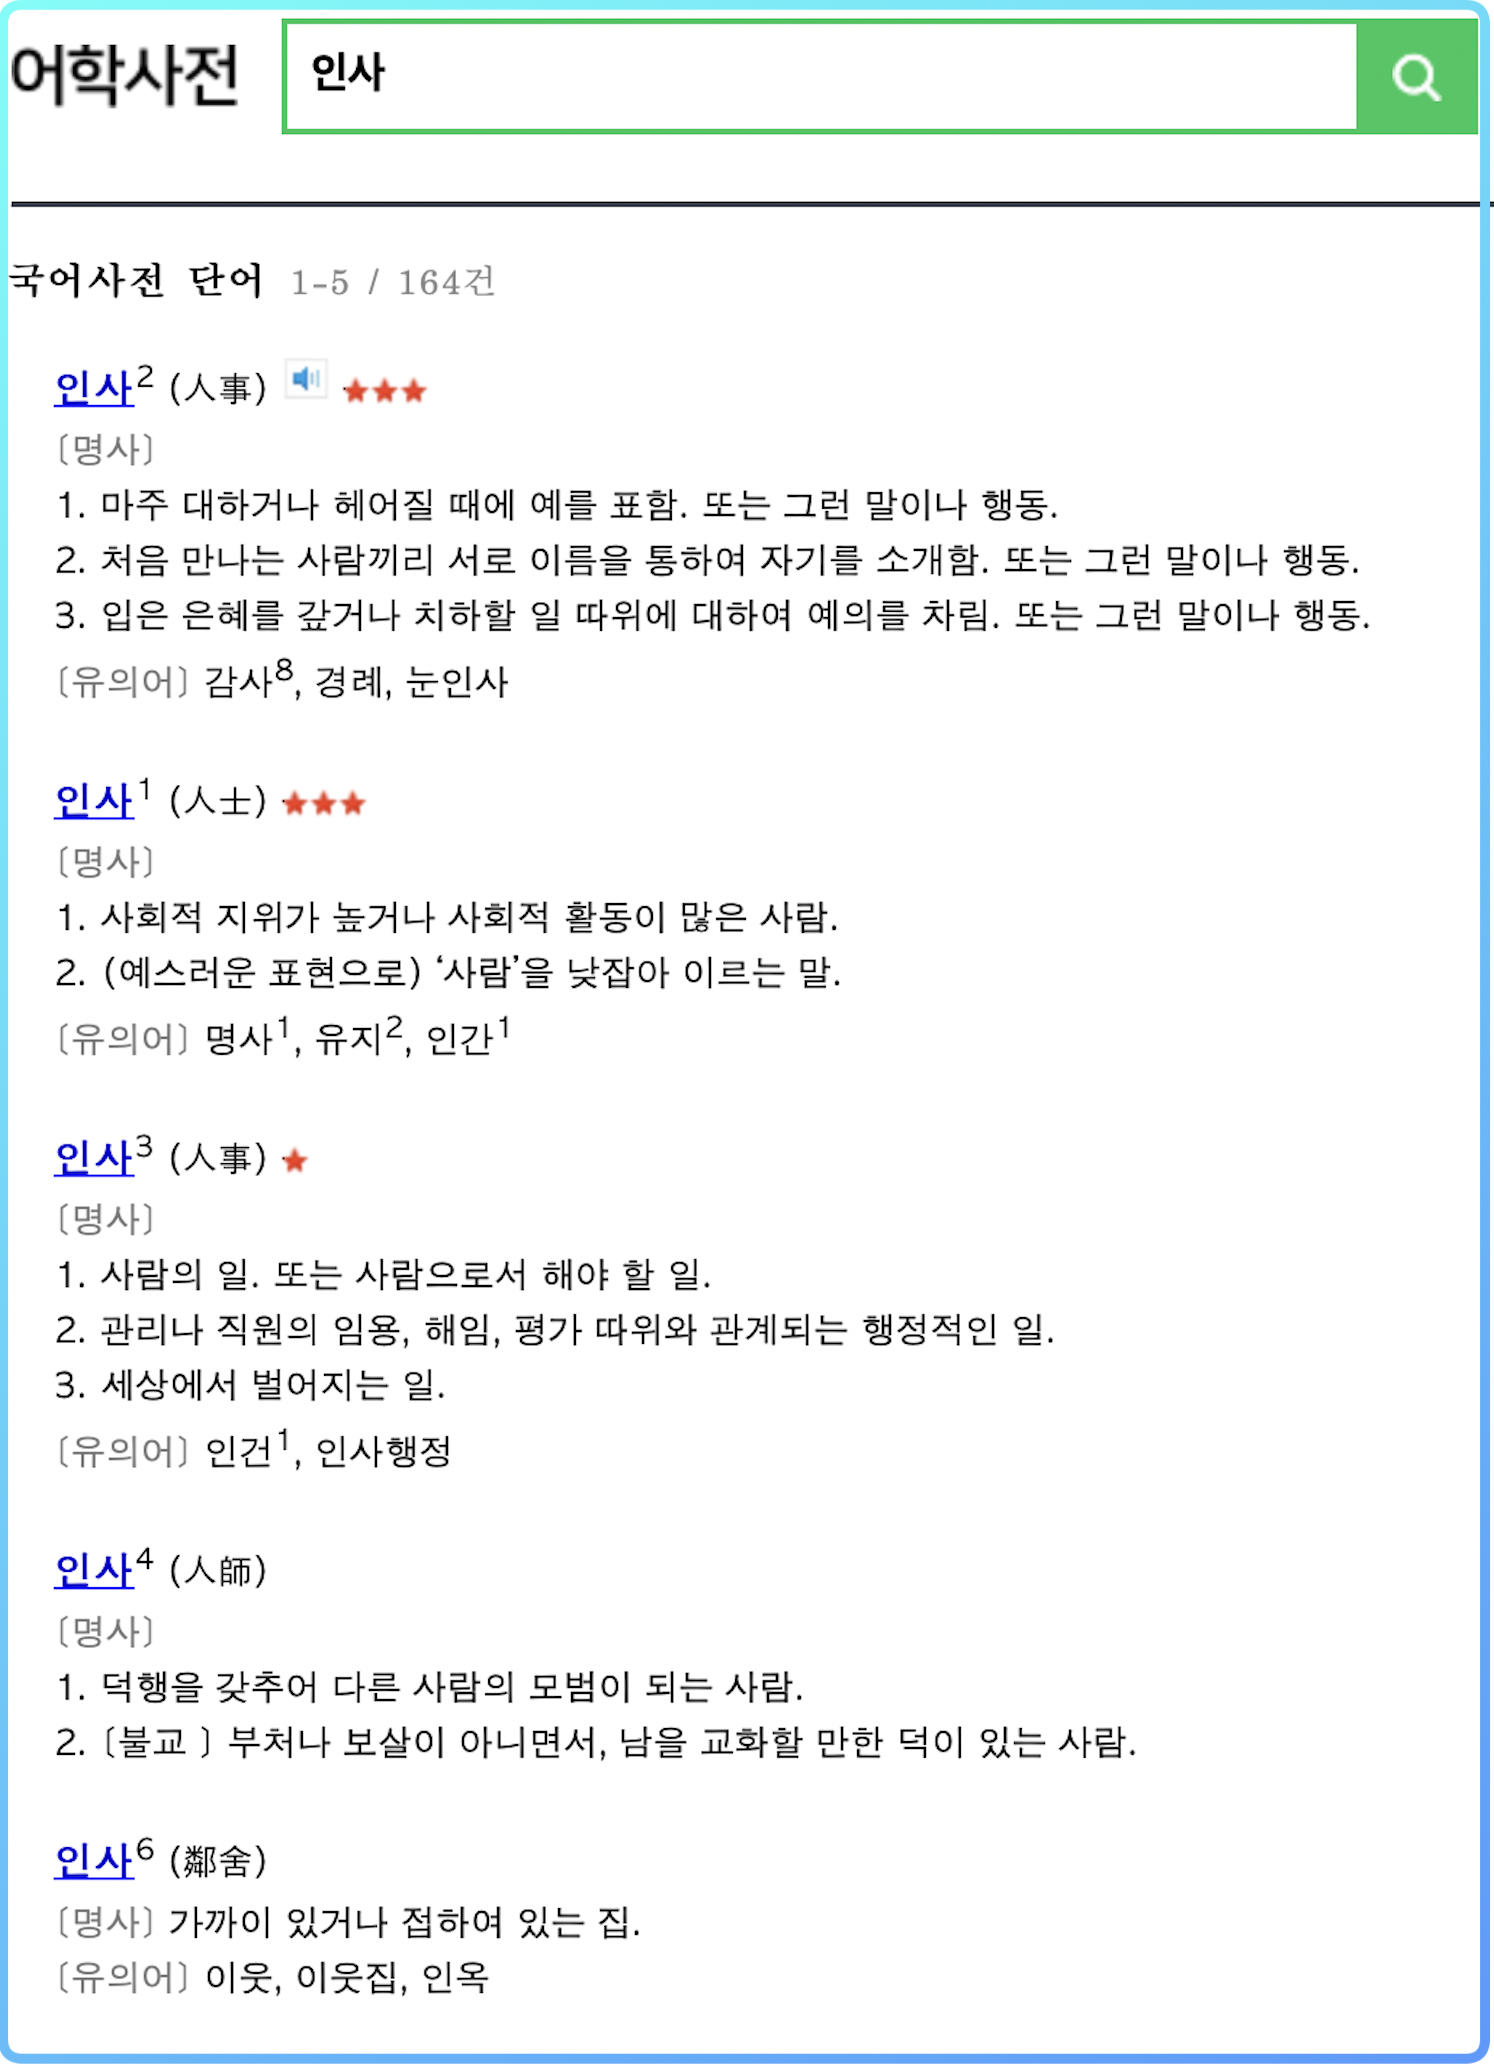 어학사전 인사
국어사전 단어 1-5 / 164건
인사2 (人事) ★★★
〔명사〕
1. 마주 대하거나 헤어질 때에 예를 표함. 또는 그런 말이나 행동.
2. 처음 만나는 사람끼리 서로 이름을 통하여 자기를 소개함. 또는 그런 말이나 행동.
3. 입은 은혜를 갚거나 치하할 일 따위에 대하여 예의를 차림. 또는 그런 말이나 행동.
〔유의어〕 감사8, 경례, 눈인사
인사1 (人士) ★★★
〔명사〕
1. 사회적 지위가 높거나 사회적 활동이 많은 사람.
2. (예스러운 표현으로) ‘사람’을 낮잡아 이르는 말.
〔유의어〕 명사1, 유지2, 인간1
인사3 (人事) ★
〔명사〕
1. 사람의 일. 또는 사람으로서 해야 할 일.
2. 관리나 직원의 임용, 해임, 평가 따위와 관계되는 행정적인 일.
3. 세상에서 벌어지는 일.
〔유의어〕 인건1, 인사행정
인사4 (人師)
〔명사〕
1. 덕행을 갖추어 다른 사람의 모범이 되는 사람.
2. 〔불교 〕 부처나 보살이 아니면서, 남을 교화할 만한 덕이 있는 사람.
인사6 (鄰舍)
〔명사〕 가까이 있거나 접하여 있는 집.
〔유의어〕 이웃, 이웃집, 인옥